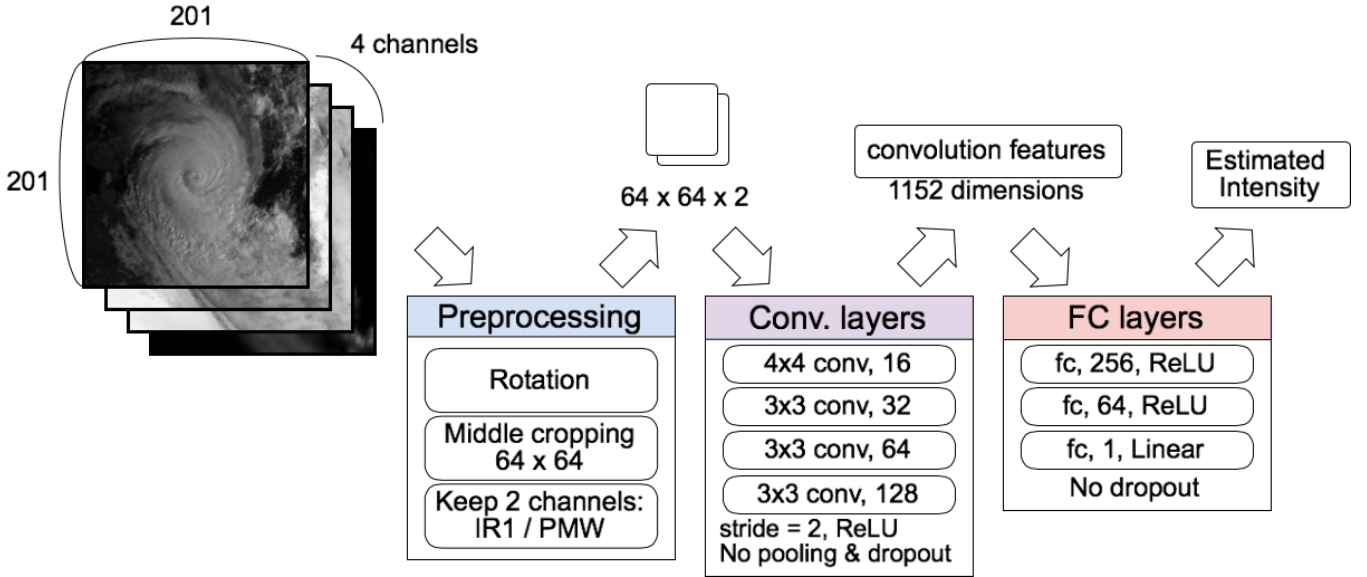 201
4 channels
201
64 x 64 x 2
convolution features
1152 dimensions
Estimated
Intensity
Preprocessing
Rotation
Middle cropping
64 x 64
Keep 2 channels:
IR1 / PMW
Conv. layers
4x4 conv, 16
3x3 conv, 32
3x3 conv, 64
3x3 conv, 128
stride = 2, ReLU
No pooling & dropout
FC layers
fc, 256, ReLU
fc, 64, ReLU
fc, 1, Linear
No dropout